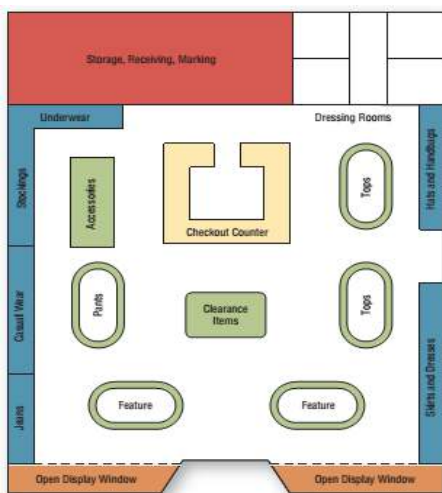 Storage, Receiving, Marking
Underwear
Dressing Rooms
Stockings
Accessories
Checkout Counter
Tops
Hats and Handbags
Casual Wear
Pants
Clearance
Items
Tops
Skirts and Dresses
Jeans
Feature
Feature
Open Display Window
Open Display Window